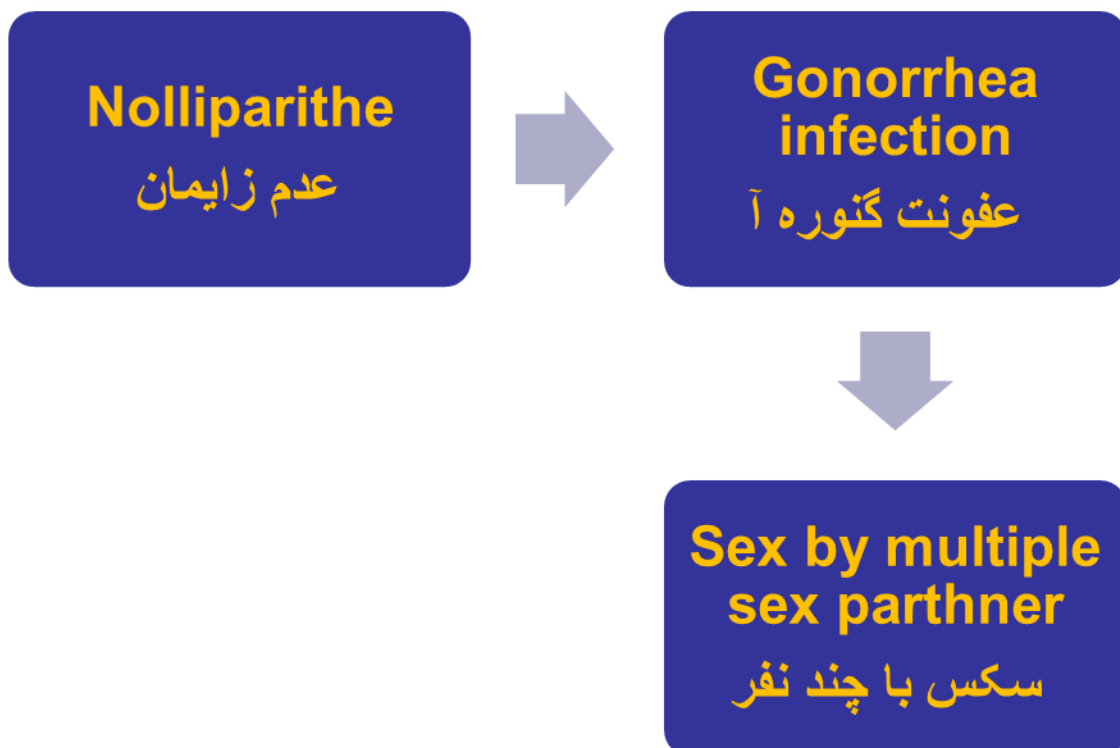 Nolliparithe
عدم زایمان
Gonorrhea
infection
عفونت گنوره آ
Sex by multiple
sex parthner
سکس با چند نفر